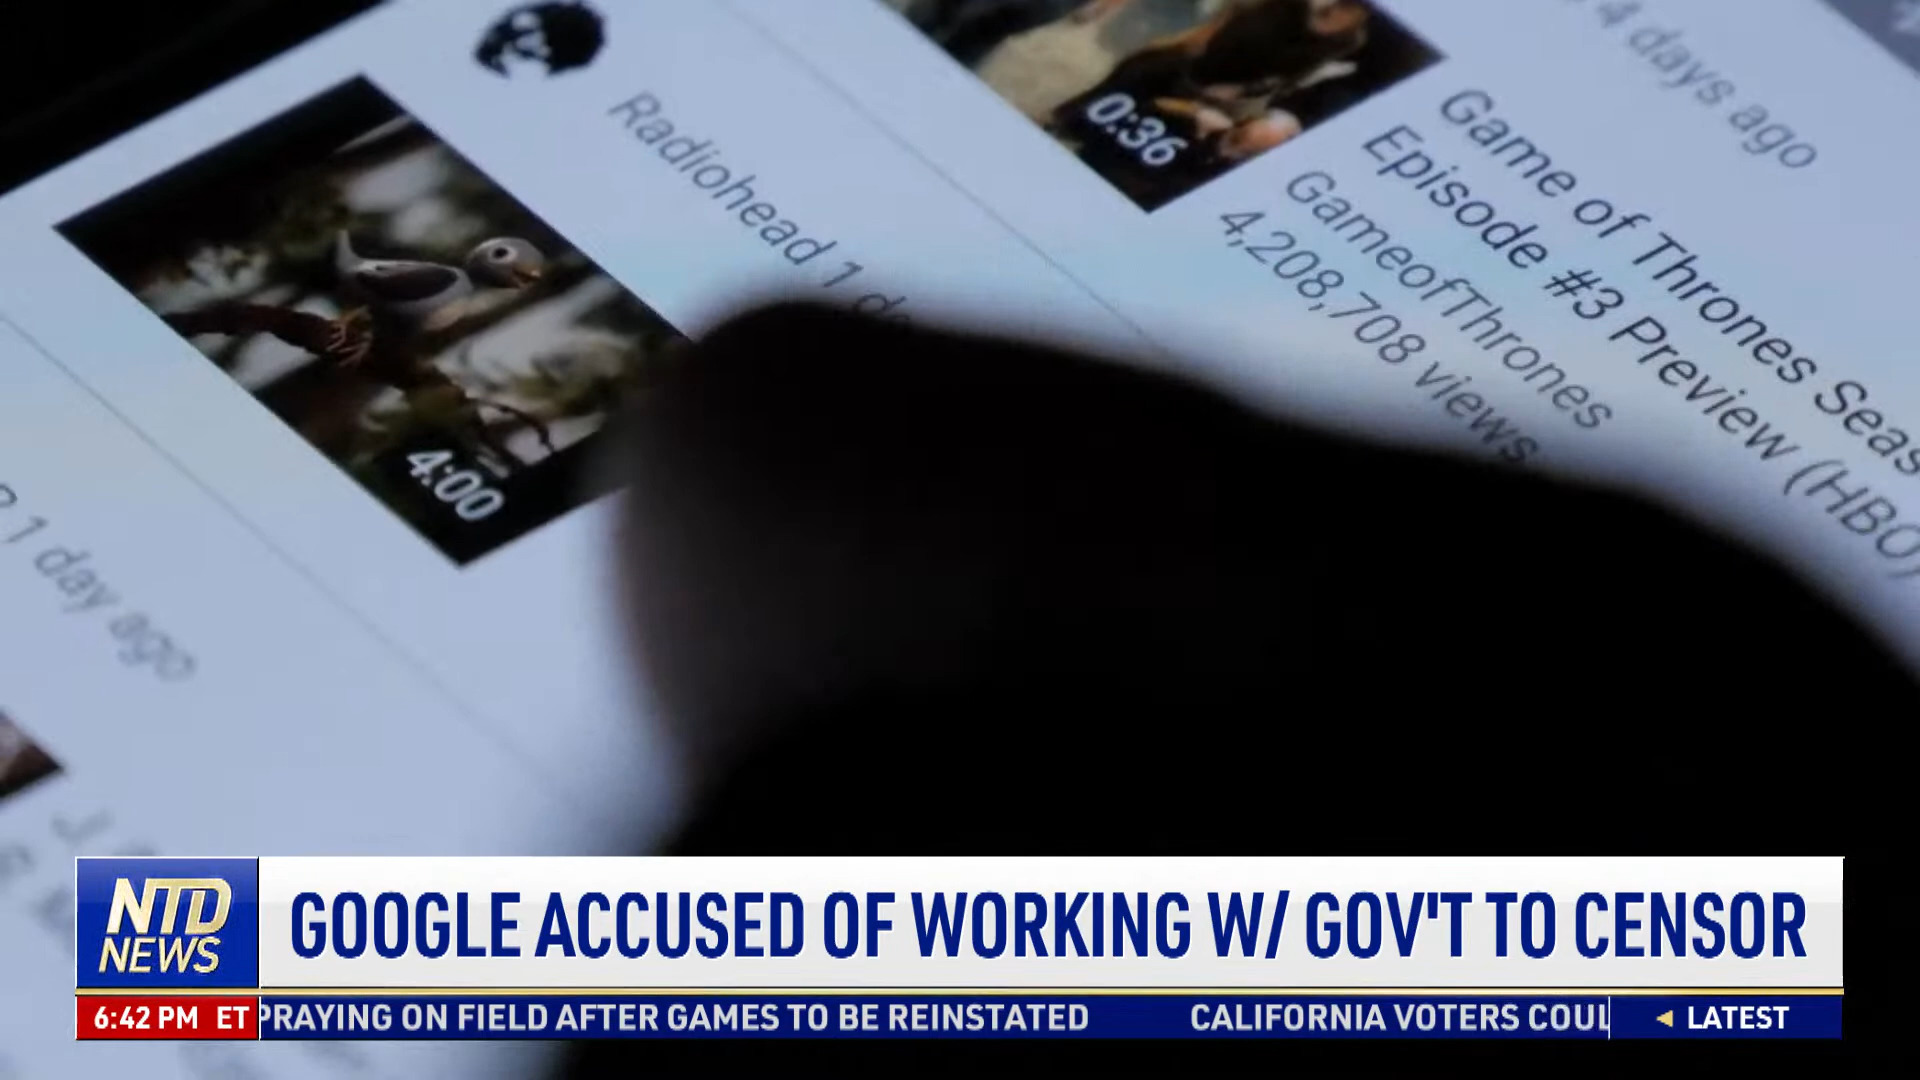 4 days ago
0:36
Game of Thrones Seas
Episode #3 Preview (HBO)
GameofThrones
4,208,708 views
Radiohead 1
4:00
1 day ago
NTD
NEWS
GOOGLE ACCUSED OF WORKING W/ GOV'T TO CENSOR
6:42 PM ET
PRAYING ON FIELD AFTER GAMES TO BE REINSTATED
CALIFORNIA VOTERS COUL
LATEST